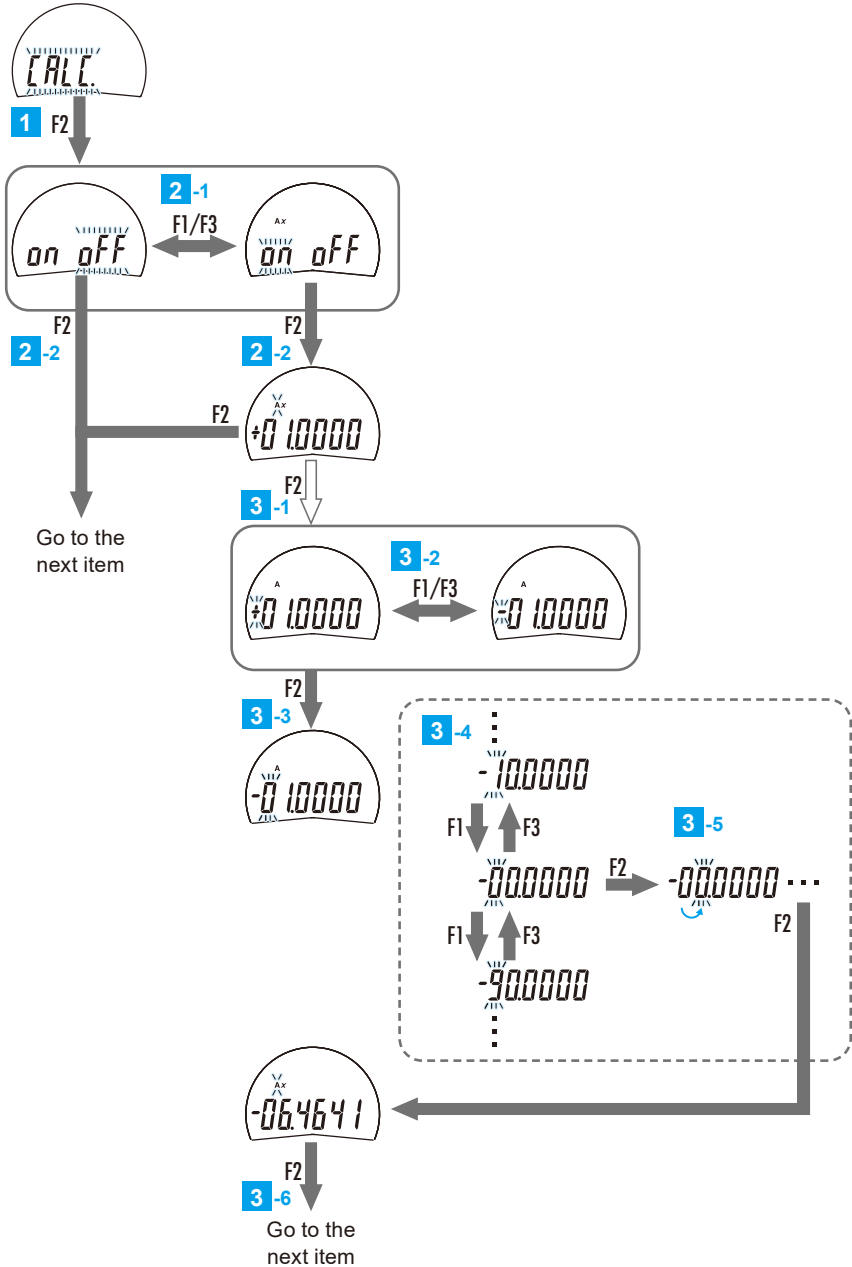 CALC.
1 F2
2 -1
F1/F3
on oFF
Ax
on oFF
F2
2 -2
F2
2 -2
F2
Ax
+01.0000
F2
3 -1
Go to the
next item
3 -2
F1/F3
A
+01.0000
A
-01.0000
F2
3 -3
A
-01.0000
3 -4
-10.0000
F1 F3
3 -5
-00.0000
F2
-00.0000
F1 F3
F2
-90.0000
Ax
-06.4641
F2
3 -6
Go to the
next item